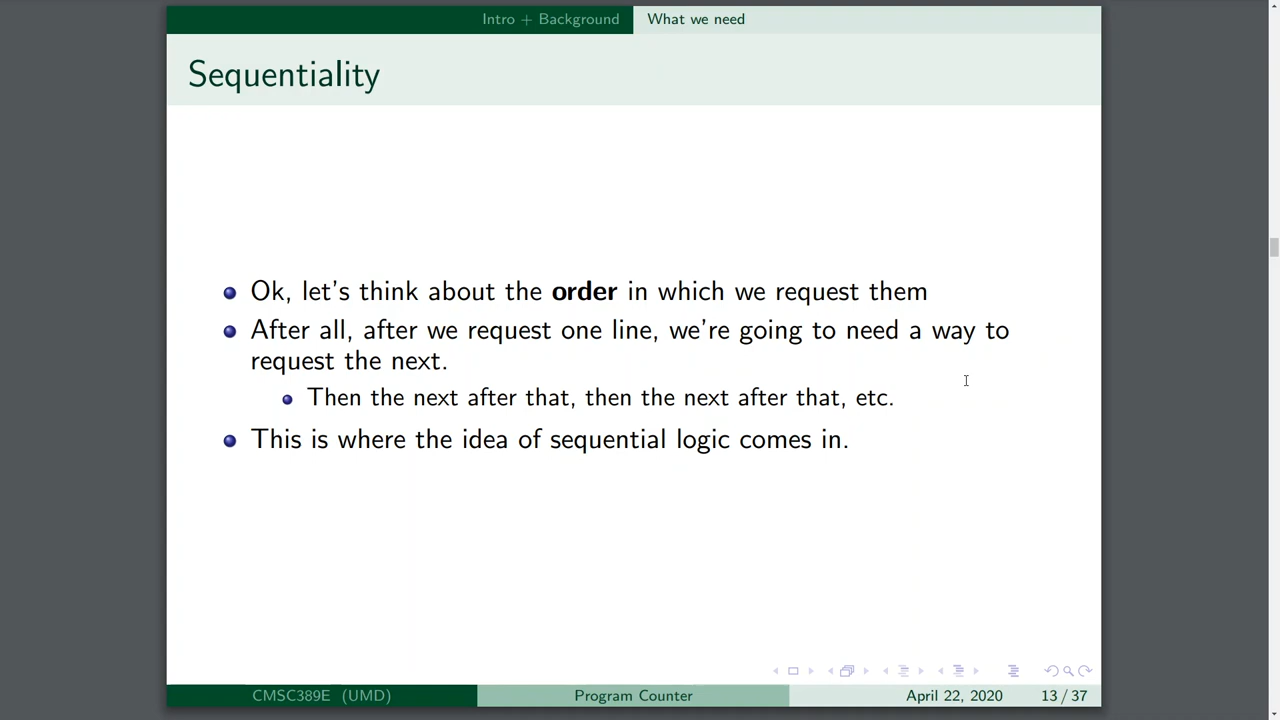 Intro + Background What we need
Sequentiality
Ok, let's think about the order in which we request them
After all, after we request one line, we're going to need a way to
request the next.
Then the next after that, then the next after that, etc.
This is where the idea of sequential logic comes in.
CMSC389E (UMD) Program Counter April 22, 2020 13 / 37